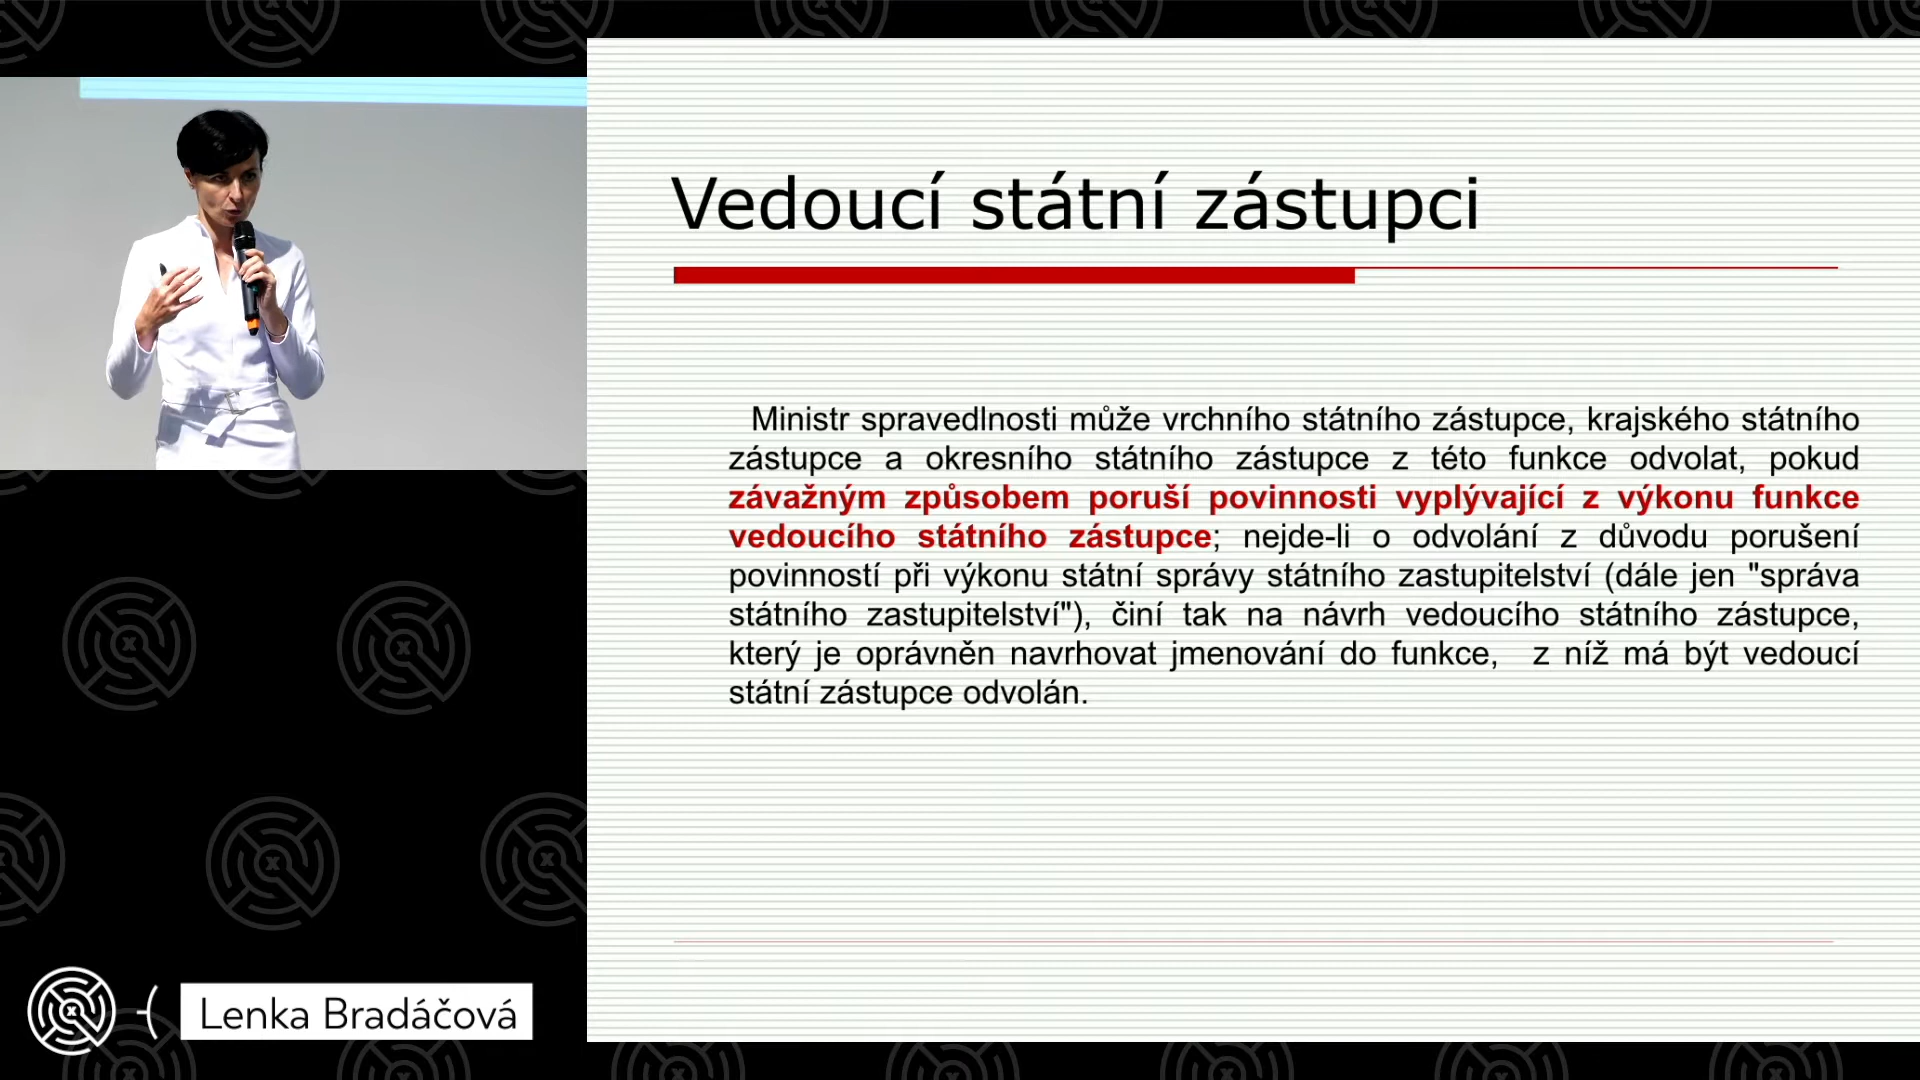 Vedoucí státní zástupci
Ministr spravedlnosti může vrchního státního zástupce, krajského státního
zástupce a okresního státního zástupce z této funkce odvolat, pokud
závažným způsobem poruší povinnosti vyplývající z výkonu funkce
vedoucího státního zástupce; nejde-li o odvolání z důvodu porušení
povinností při výkonu státní správy státního zastupitelství (dále jen "správa
státního zastupitelství"), činí tak na návrh vedoucího státního zástupce,
který je oprávněn navrhovat jmenování do funkce, z níž má být vedoucí
státní zástupce odvolán.
Lenka Bradáčová